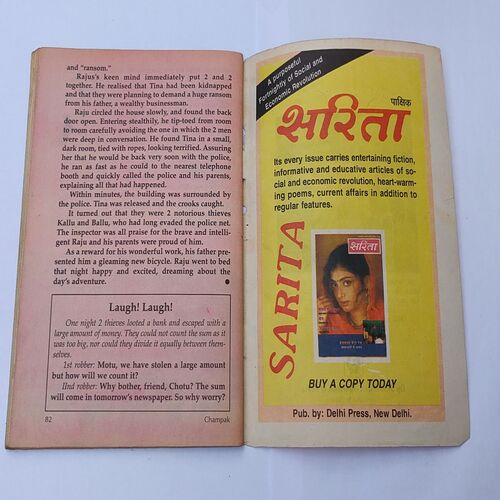 and "ransom."
Rajus's keen mind immediately put 2 and 2
together. He realised that Tina had been kidnapped
and that they were planning to demand a huge ransom
from his father, a wealthy businessman.
Raju circled the house slowly, and found the back
door open. Entering stealthily, he tip-toed from room
to room carefully avoiding the one in which the 2 men
were deep in conversation. He found Tina in a small,
dark room, tied with ropes, looking terrified. Assuring
her that he would be back very soon with the police,
he ran as fast as he could to the nearest telephone
booth and quickly called the police and his parents,
explaining all that had happened.
Within minutes, the building was surrounded by
the police. Tina was released and the crooks caught.
It turned out that they were 2 notorious thieves
Kallu and Ballu, who had long evaded the police net.
The inspector was all praise for the brave and intelli-
gent Raju and his parents were proud of him.
As a reward for his wonderful work, his father pre-
sented him a gleaming new bicycle. Raju went to bed
that night happy and excited, dreaming about the
day's adventure.
Laugh! Laugh!
One night 2 thieves looted a bank and escaped with a
large amount of money. They could not count the sum as it
was too big, nor could they divide it equally between them-
selves.
1st robber: Motu, we have stolen a large amount
but how will we count it?
IInd robber: Why bother, friend, Chotu? The sum
will come in tomorrow's newspaper. So why worry?
82 Champak
A purposeful
Fortnightly of Social and
Economic Revolution
पाक्षिक
सरिता
Its every issue carries entertaining fiction,
informative and educative articles of so-
cial and economic revolution, heart-warm-
ing poems, current affairs in addition to
regular features.
SARITA
सरिता
BUY A COPY TODAY
Pub. by: Delhi Press, New Delhi.